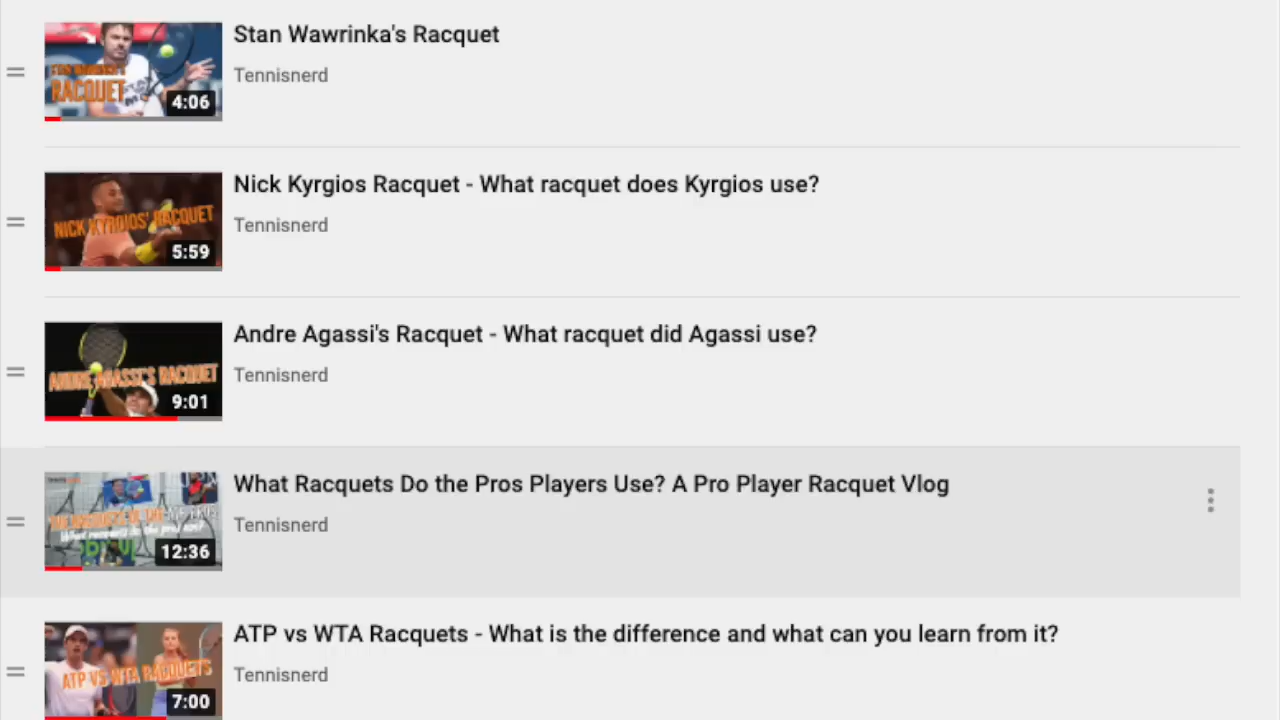 Stan Wawrinka's Racquet
Tennisnerd
RACQUET
4:06
Nick Kyrgios Racquet - What racquet does Kyrgios use?
Tennisnerd
NICK KYRGIOS' RACQUET
5:59
Andre Agassi's Racquet - What racquet did Agassi use?
Tennisnerd
ANDRE AGASSI'S RACQUET
9:01
What Racquets Do the Pros Players Use? A Pro Player Racquet Vlog
Tennisnerd
12:36
ATP vs WTA Racquets - What is the difference and what can you learn from it?
Tennisnerd
ATP VS WTA RACQUETS
7:00